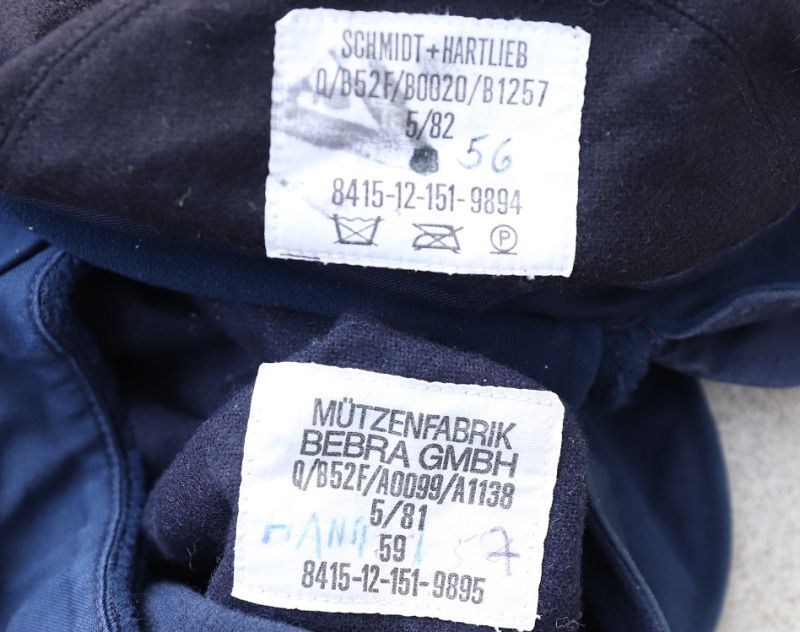 SCHMIDT+HARTLIEB
Q/B52F/B0020/B1257
5/82
56
8415-12-151-9894
P
MÜTZENFABRIK
BEBRA GMBH
Q/B52F/A0099/A1138
5/81
59 57
8415-12-151-9895